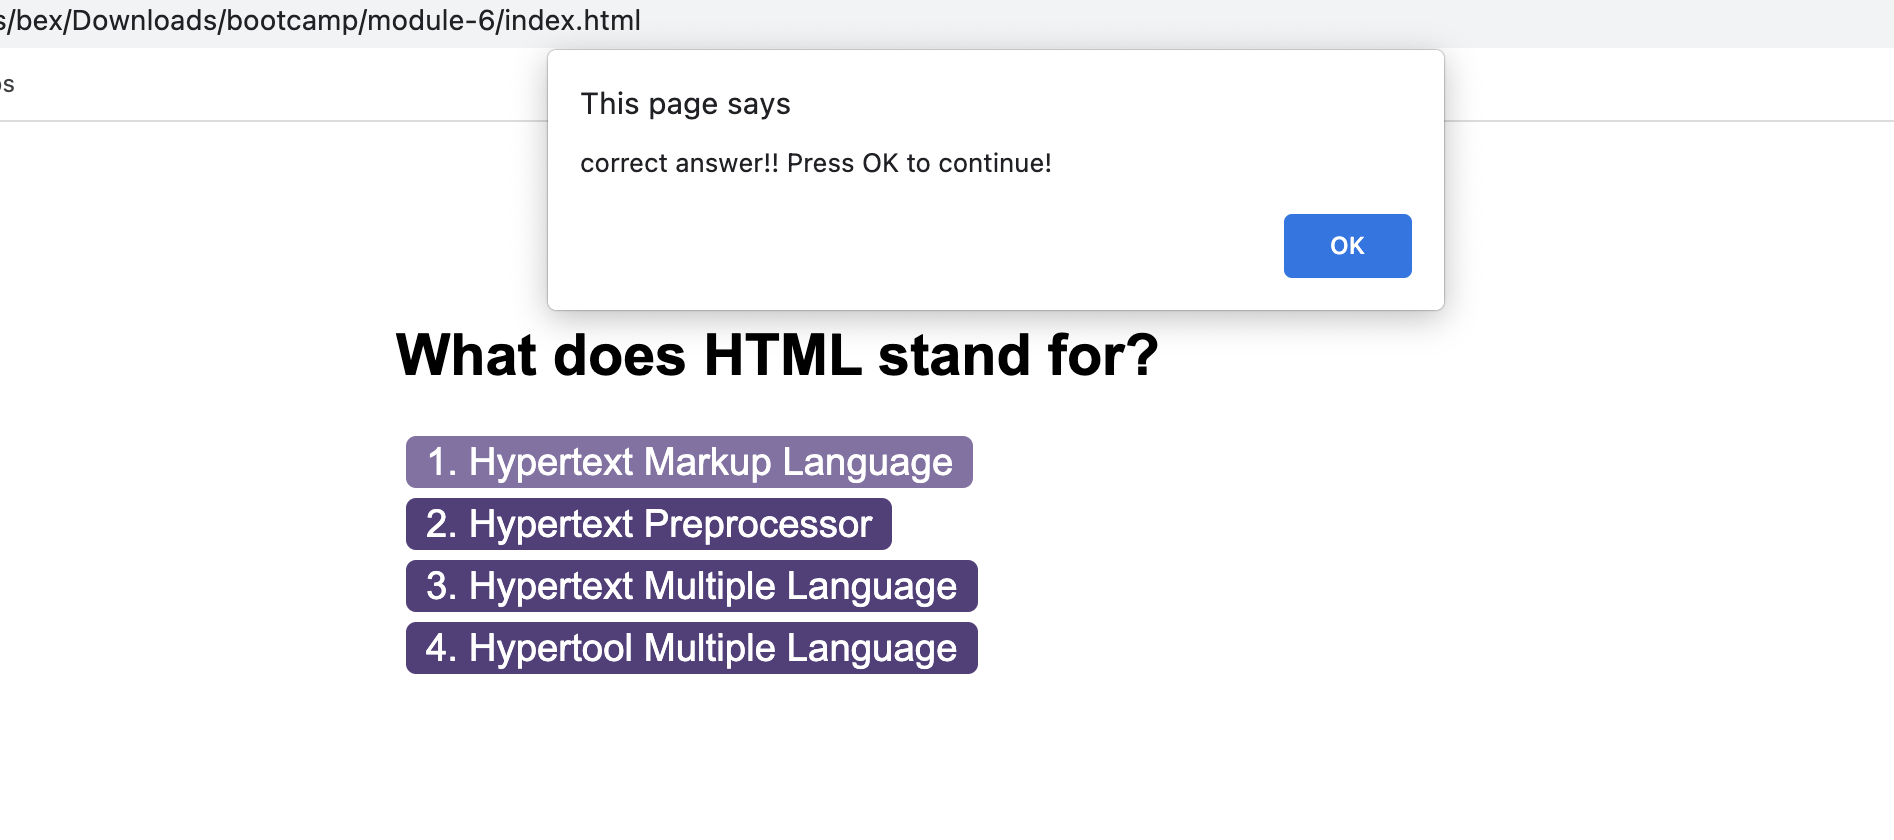 /bex/Downloads/bootcamp/module-6/index.html
This page says
correct answer!! Press OK to continue!
OK
What does HTML stand for?
1. Hypertext Markup Language
2. Hypertext Preprocessor
3. Hypertext Multiple Language
4. Hypertool Multiple Language